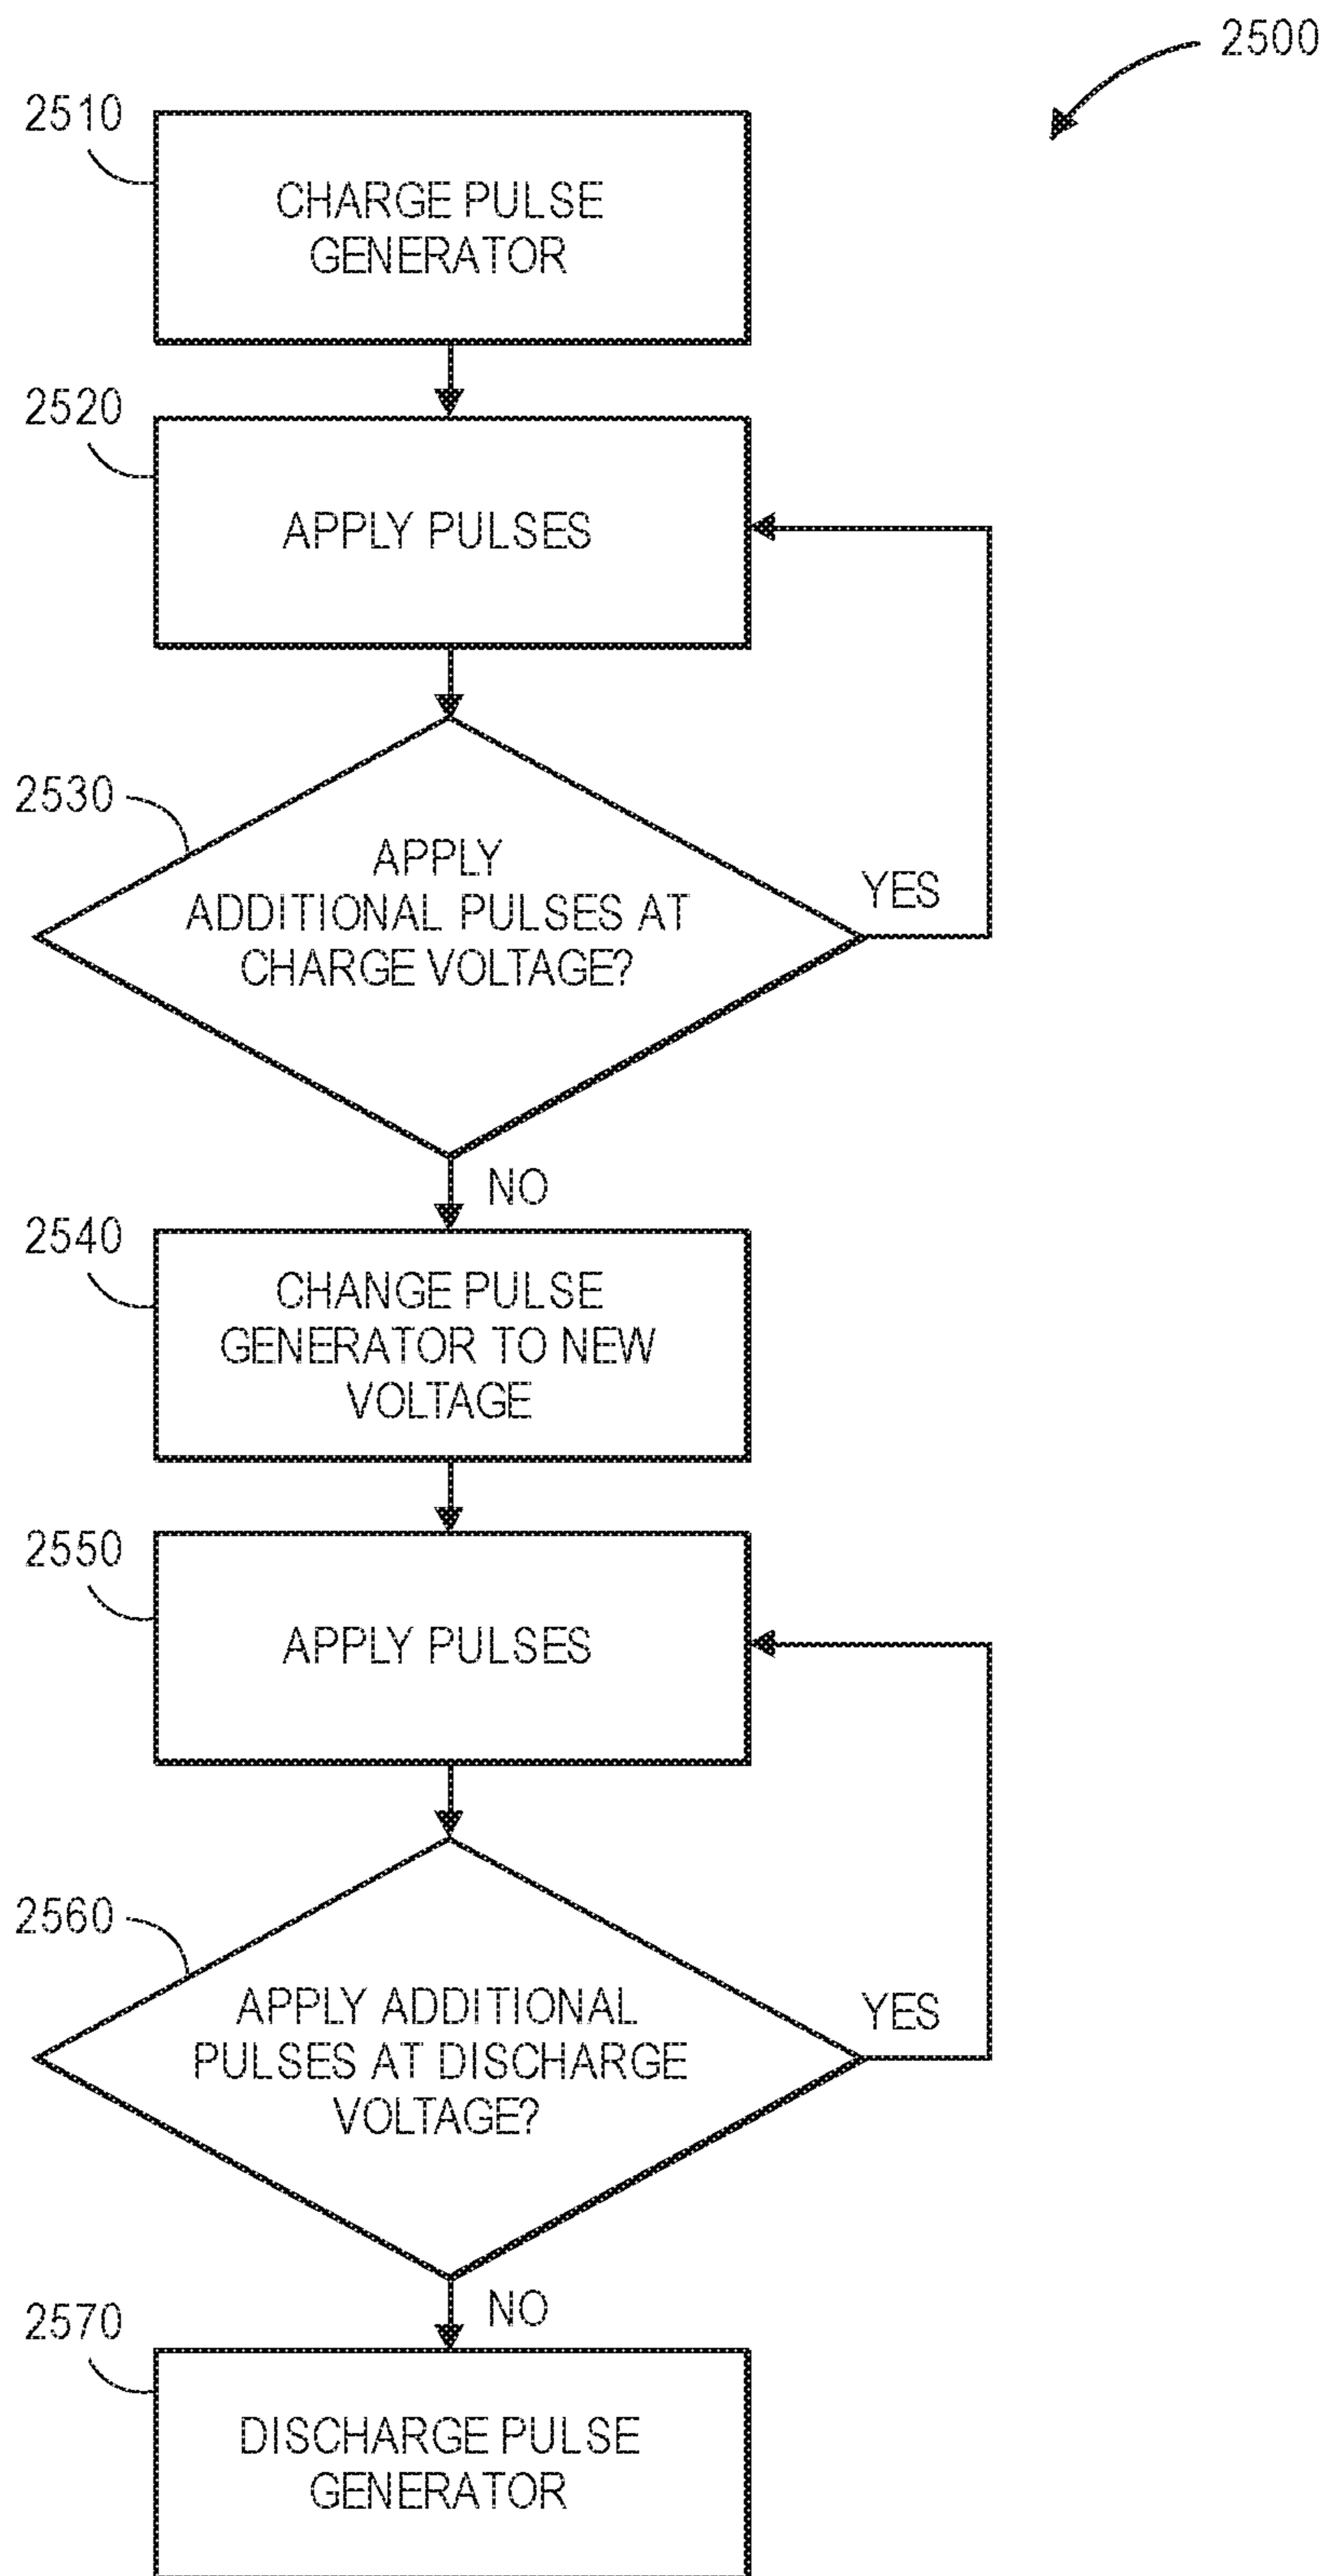 2500
2510
CHARGE PULSE
GENERATOR
2520
APPLY PULSES
2530
APPLY
ADDITIONAL PULSES AT
CHARGE VOLTAGE?
YES
NO
2540
CHANGE PULSE
GENERATOR TO NEW
VOLTAGE
2550
APPLY PULSES
2560
APPLY ADDITIONAL
PULSES AT DISCHARGE
VOLTAGE?
YES
NO
2570
DISCHARGE PULSE
GENERATOR